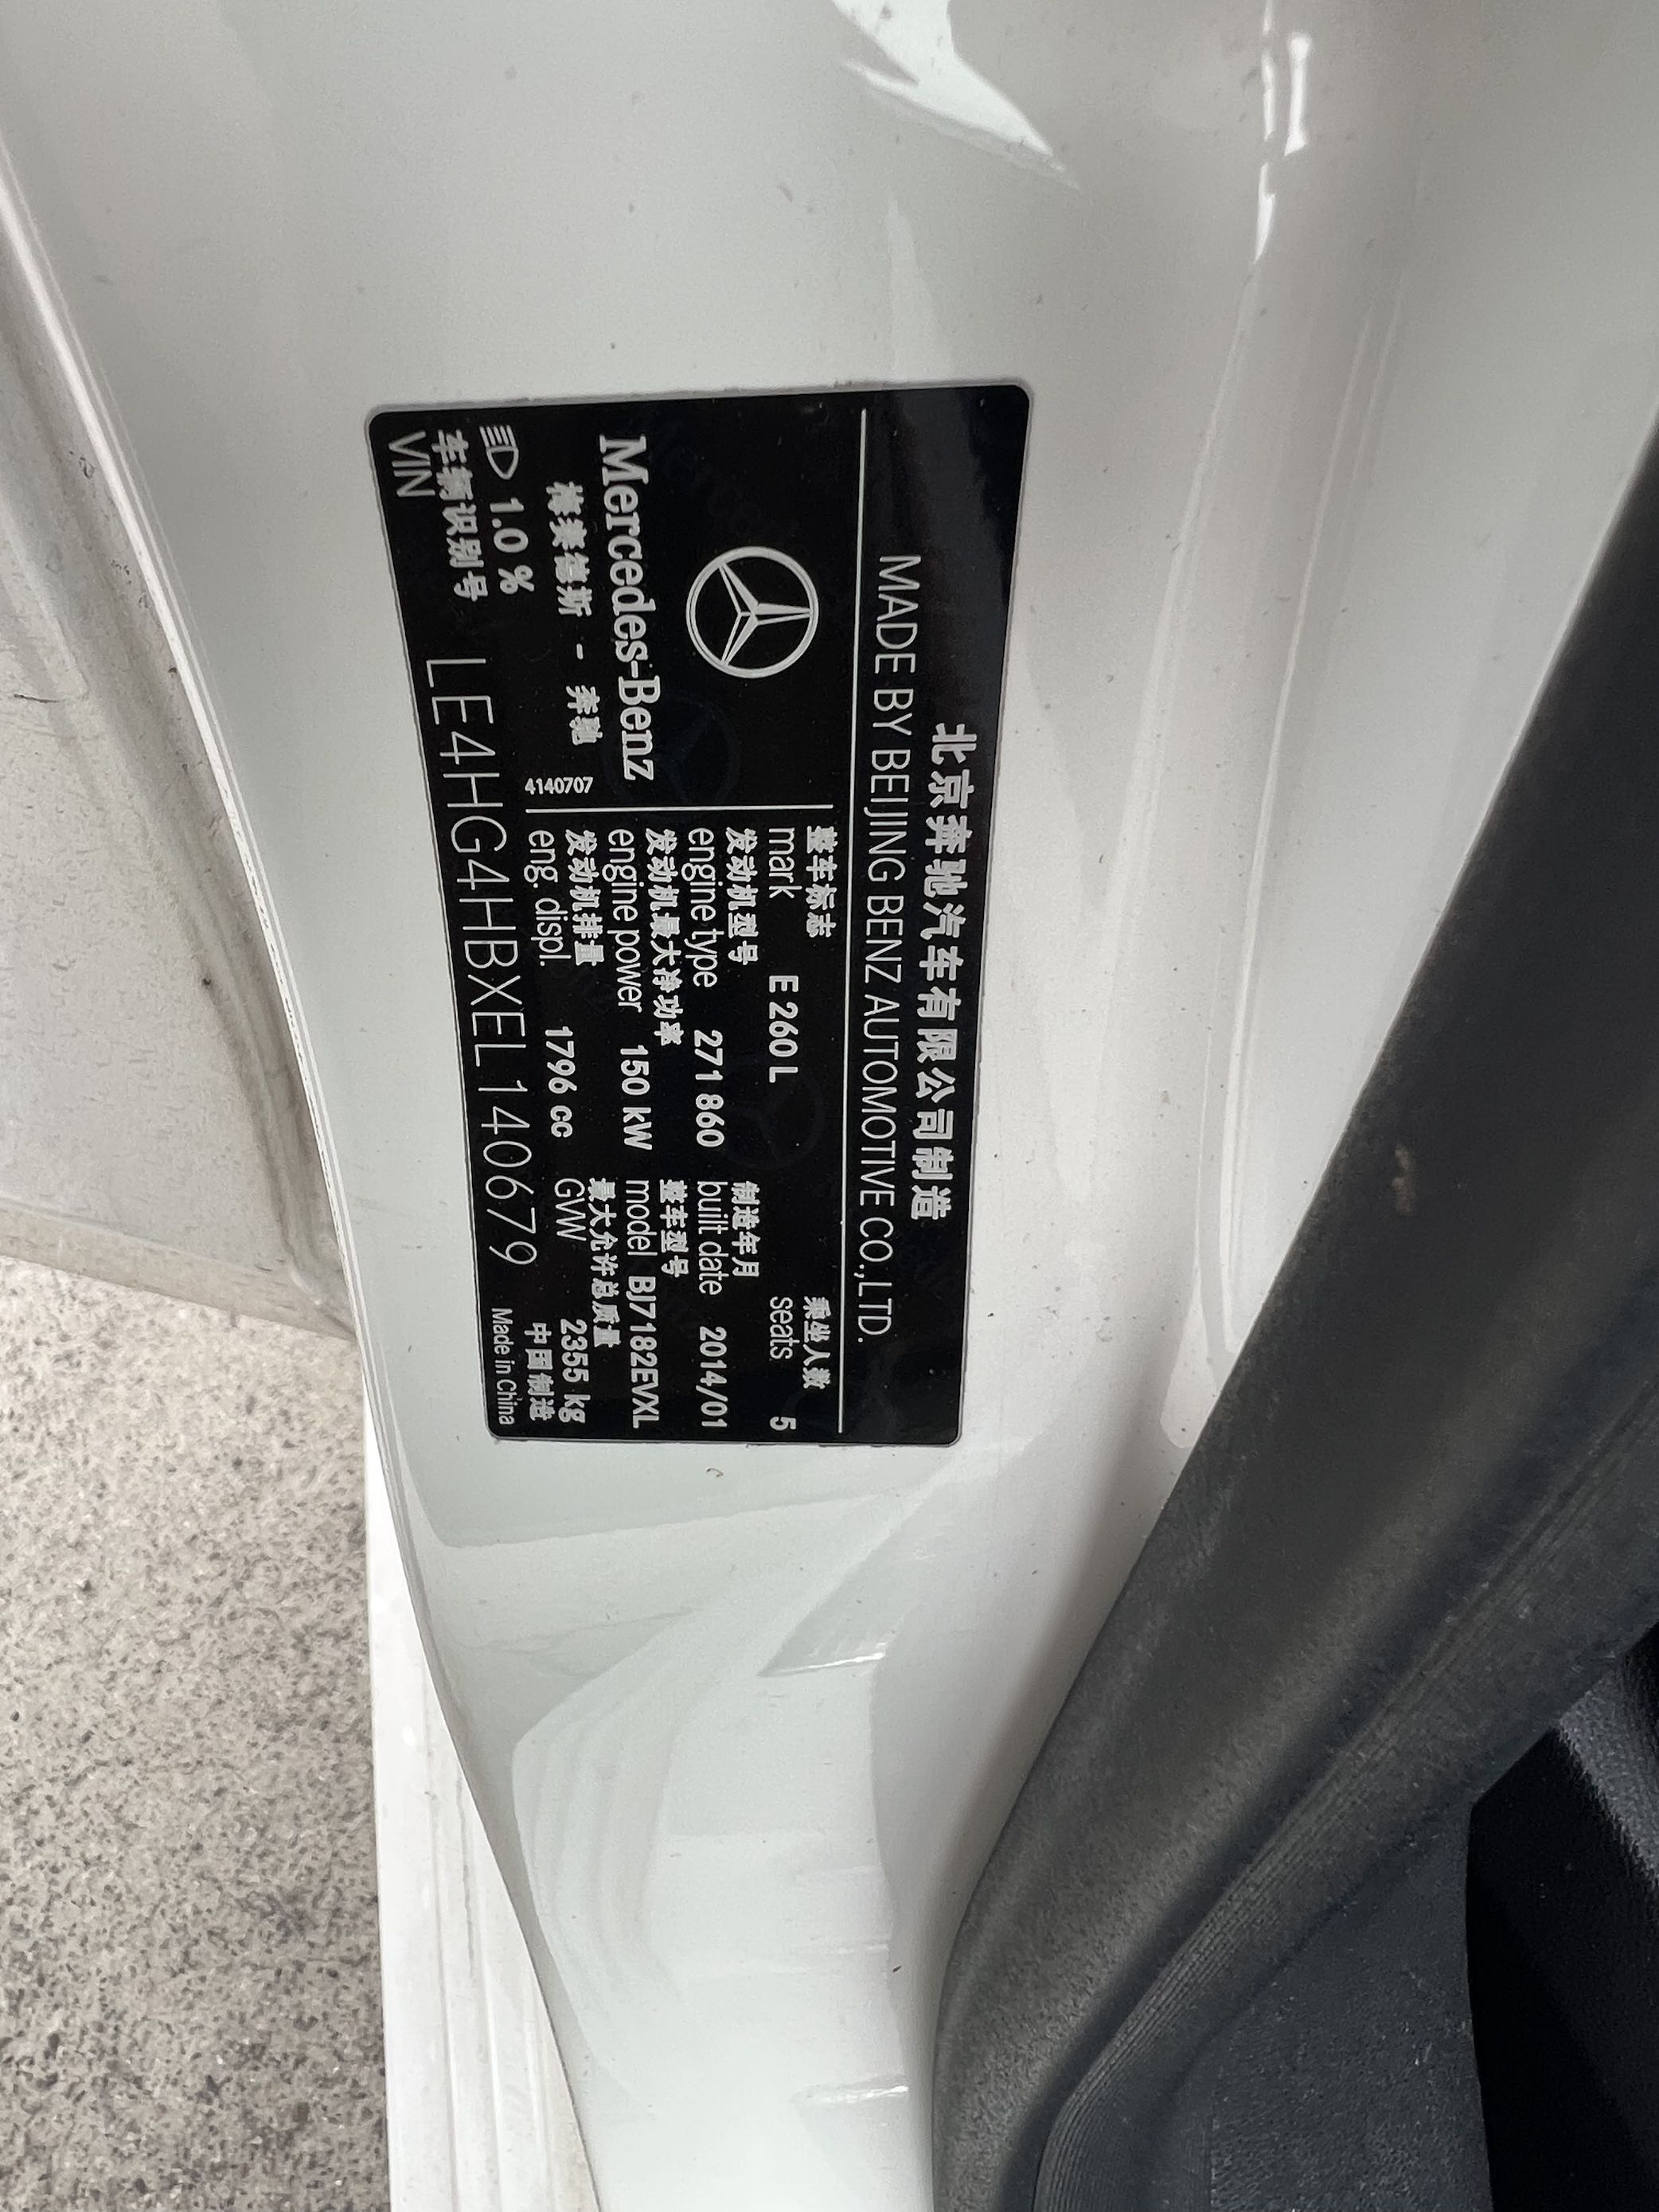 北京奔驰汽车有限公司制造
MADE BY BEIJING BENZ AUTOMOTIVE CO.,LTD.
整车标志
mark E 260 L
乘坐人数
seats 5
发动机型号
engine type 271 860
制造年月
built date 2014/01
发动机最大净功率
engine power 150 kW
整车型号
model BJ7182EVXL
发动机排量
eng. displ. 1796 cc
最大允许总质量
GVW 2355 kg
Mercedes-Benz
梅赛德斯 - 奔驰
4140707
1.0 %
中国制造
Made in China
车辆识别号
VIN LE4HG4HBXEL140679